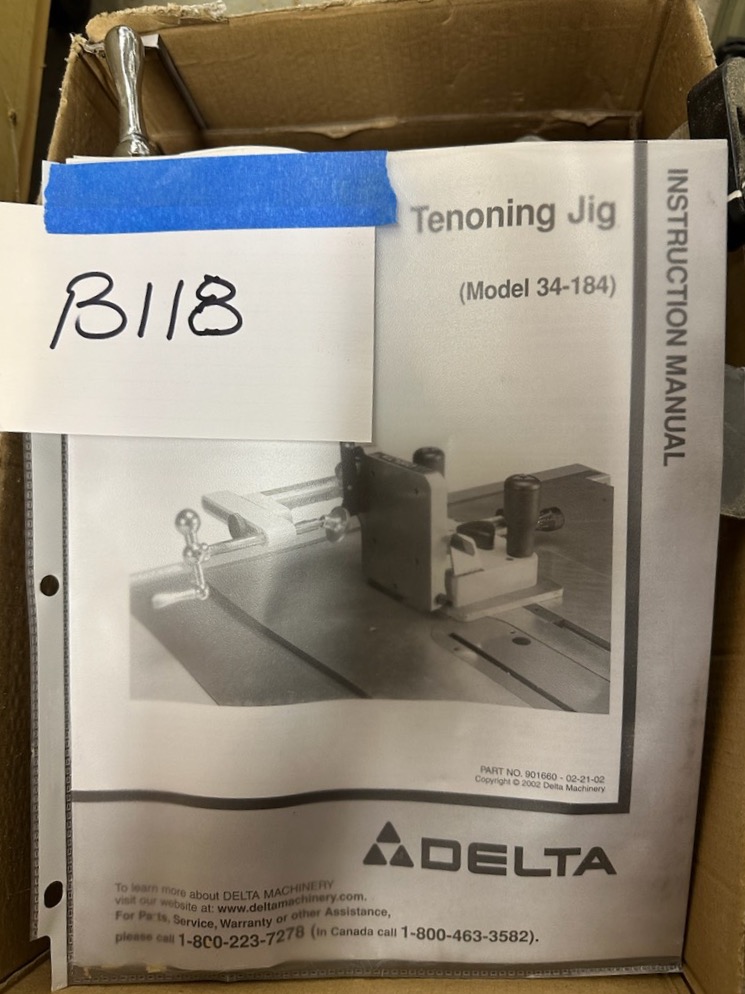 B118
Tenoning Jig
(Model 34-184)
INSTRUCTION MANUAL
PART NO. 901660 - 02-21-02
Copyright © 2002 Delta Machinery
DELTA
To learn more about DELTA MACHINERY
visit our website at: www.deltamachinery.com.
For Parts, Service, Warranty or other Assistance,
please call 1-800-223-7278 (In Canada call 1-800-463-3582).